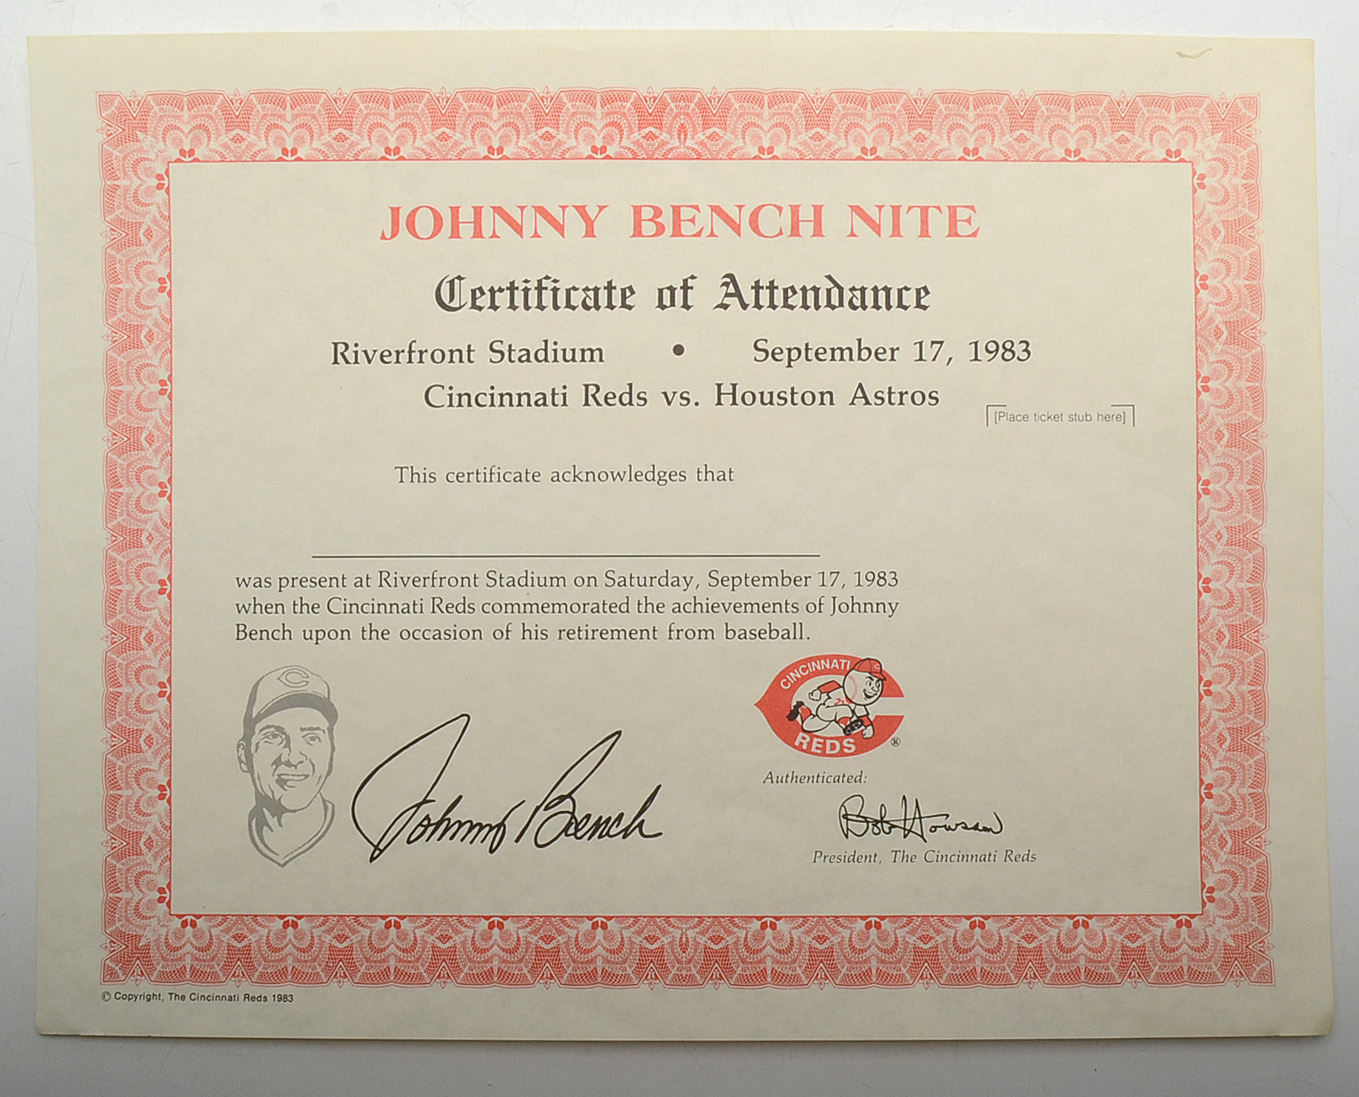 JOHNNY BENCH NITE
Certificate of Attendance
Riverfront Stadium • September 17, 1983
Cincinnati Reds vs. Houston Astros
[Place ticket stub here]
This certificate acknowledges that
was present at Riverfront Stadium on Saturday, September 17, 1983
when the Cincinnati Reds commemorated the achievements of Johnny
Bench upon the occasion of his retirement from baseball.
CINCINNATI
REDS ®
Johnny Bench
Authenticated:
Bob Howsam
President, The Cincinnati Reds
© Copyright, The Cincinnati Reds 1983